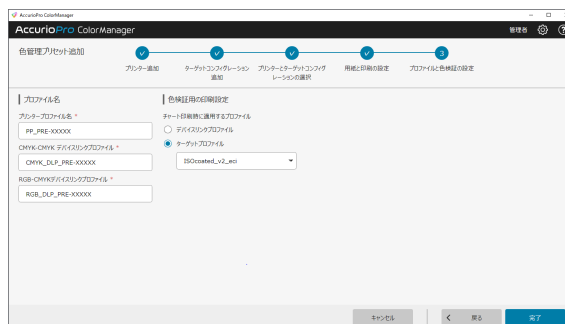 AccurioPro ColorManager
AccurioPro ColorManager
管理者
色管理プリセット追加
プリンター追加
ターゲットコンフィグレーション
追加
プリンターとターゲットコンフィグ
レーションの選択
用紙と印刷の設定
3
プロファイルと色検証の設定
プロファイル名
プリンタープロファイル名 *
PP_PRE-XXXXX
CMYK-CMYK デバイスリンクプロファイル *
CMYK_DLP_PRE-XXXXX
RGB-CMYKデバイスリンクプロファイル *
RGB_DLP_PRE-XXXXX
色検証用の印刷設定
チャート印刷時に適用するプロファイル
デバイスリンクプロファイル
ターゲットプロファイル
ISOcoated_v2_eci
キャンセル
戻る
完了